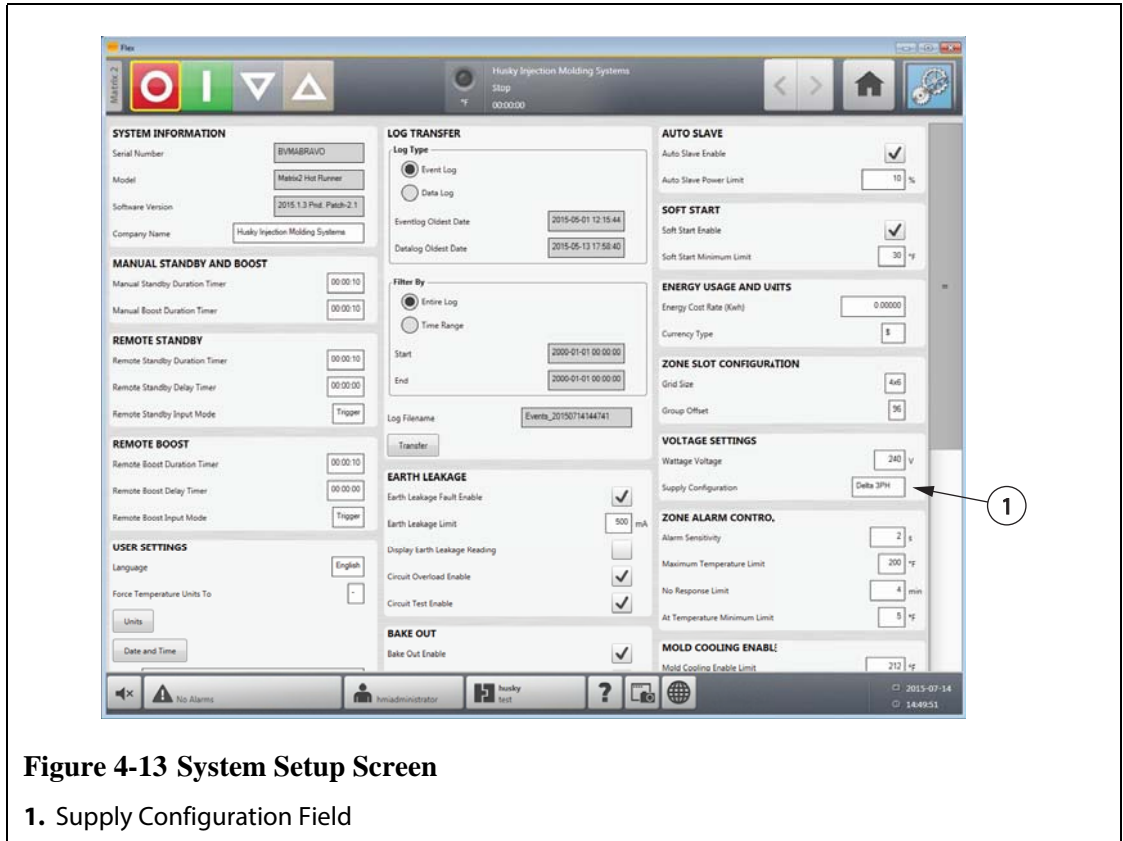 Flex
Matrix 2
Husky Injection Molding Systems
Stop
°F 00:00:00
SYSTEM INFORMATION
Serial Number BVMABRAVO
Model Matrix2 Hot Runner
Software Version 2015.1.3 Pnd. Patch-2.1
Company Name Husky Injection Molding Systems
MANUAL STANDBY AND BOOST
Manual Standby Duration Timer 00:00:10
Manual Boost Duration Timer 00:00:10
REMOTE STANDBY
Remote Standby Duration Timer 00:00:10
Remote Standby Delay Timer 00:00:00
Remote Standby Input Mode Trigger
REMOTE BOOST
Remote Boost Duration Timer 00:00:10
Remote Boost Delay Timer 00:00:00
Remote Boost Input Mode Trigger
USER SETTINGS
Language English
Force Temperature Units To -
Units
Date and Time
LOG TRANSFER
Log Type
Event Log
Data Log
Eventlog Oldest Date 2015-05-01 12:15:44
Datalog Oldest Date 2015-05-13 17:58:40
Filter By
Entire Log
Time Range
Start 2000-01-01 00:00:00
End 2000-01-01 00:00:00
Log Filename Events_20150714144741
Transfer
EARTH LEAKAGE
Earth Leakage Fault Enable
Earth Leakage Limit 500 mA
Display Earth Leakage Reading
Circuit Overload Enable
Circuit Test Enable
BAKE OUT
Bake Out Enable
AUTO SLAVE
Auto Slave Enable
Auto Slave Power Limit 10 %
SOFT START
Soft Start Enable
Soft Start Minimum Limit 30 °F
ENERGY USAGE AND UNITS
Energy Cost Rate (Kwh) 0.00000
Currency Type $
ZONE SLOT CONFIGURATION
Grid Size 4x6
Group Offset 96
VOLTAGE SETTINGS
Wattage Voltage 240 V
Supply Configuration Delta 3PH
1
ZONE ALARM CONTRO,
Alarm Sensitivity 2 s
Maximum Temperature Limit 200 °F
No Response Limit 4 min
At Temperature Minimum Limit 5 °F
MOLD COOLING ENABLE
Mold Cooling Enable Limit 212 °F
No Alarms
hmiadministrator
husky
test
?
2015-07-14
14:49:51
Figure 4-13 System Setup Screen
1. Supply Configuration Field